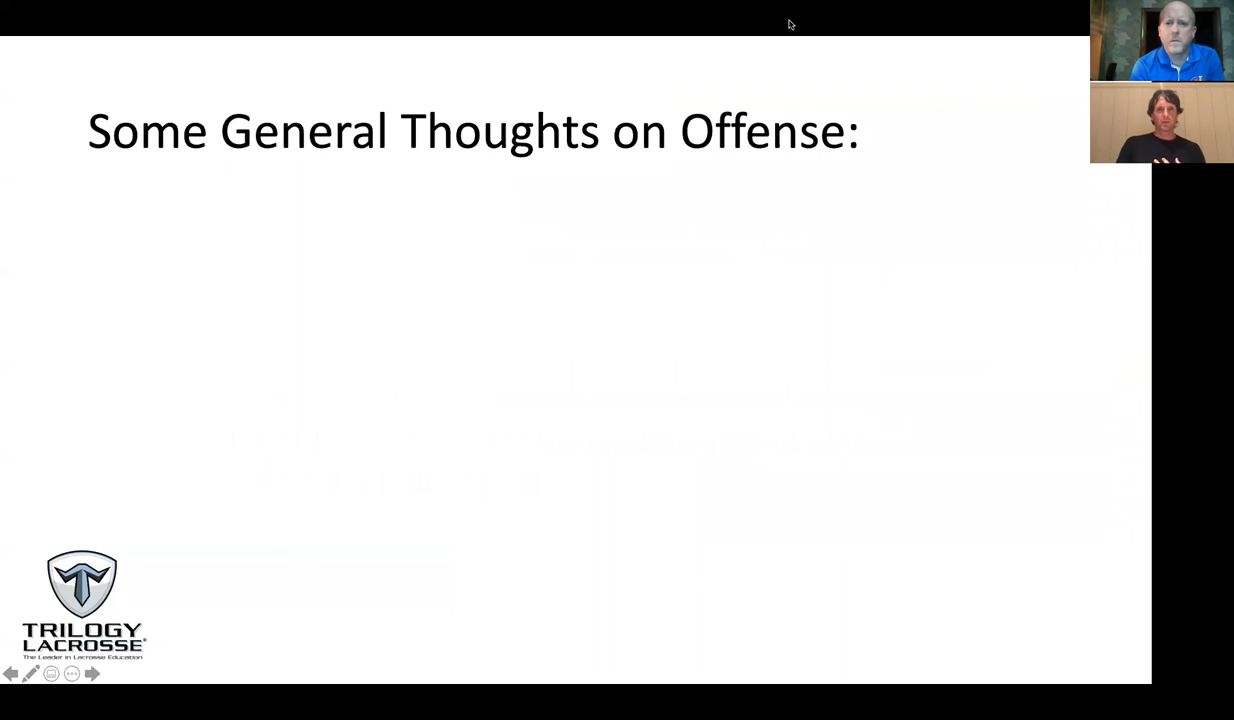 Some General Thoughts on Offense:
TRILOGY
LACROSSE®
The Leader in Lacrosse Education